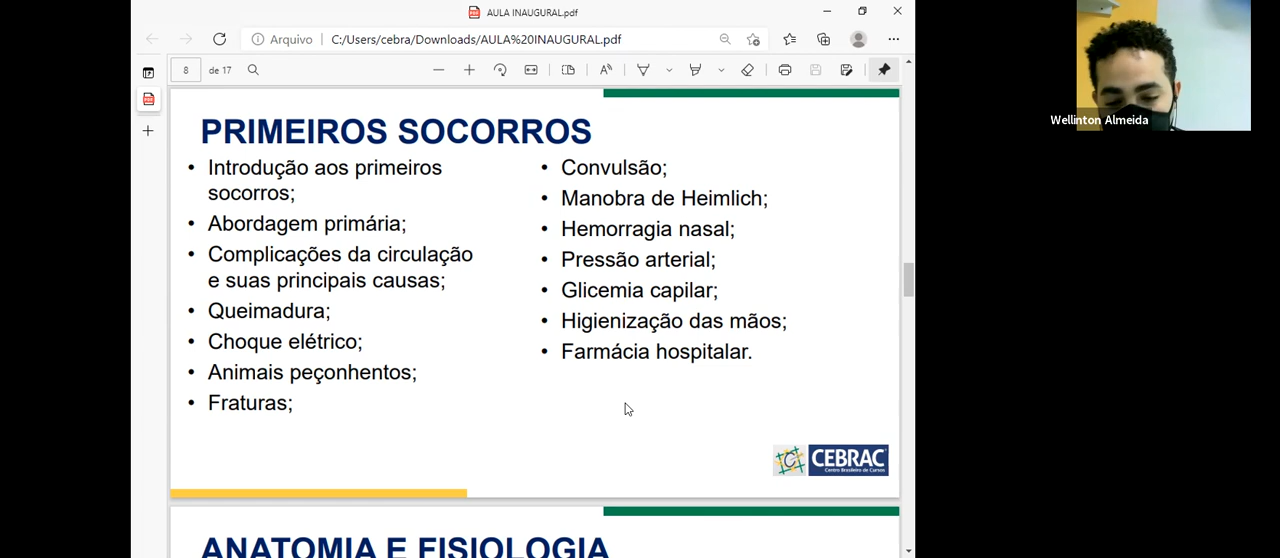 AULA INAUGURAL.pdf
Arquivo
C:/Users/cebra/Downloads/AULA%20INAUGURAL.pdf
8
de 17
PRIMEIROS SOCORROS
• Introdução aos primeiros
socorros;
• Abordagem primária;
• Complicações da circulação
e suas principais causas;
• Queimadura;
• Choque elétrico;
• Animais peçonhentos;
• Fraturas;
• Convulsão;
• Manobra de Heimlich;
• Hemorragia nasal;
• Pressão arterial;
• Glicemia capilar;
• Higienização das mãos;
• Farmácia hospitalar.
CEBRAC
Centro Brasileiro de Cursos
ANATOMIA E FISIOLOGIA
Wellinton Almeida